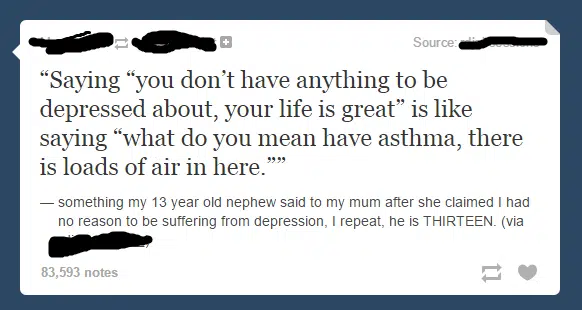 Source:
“Saying “you don’t have anything to be
depressed about, your life is great” is like
saying “what do you mean have asthma, there
is loads of air in here.””
— something my 13 year old nephew said to my mum after she claimed I had
no reason to be suffering from depression, I repeat, he is THIRTEEN. (via
83,593 notes